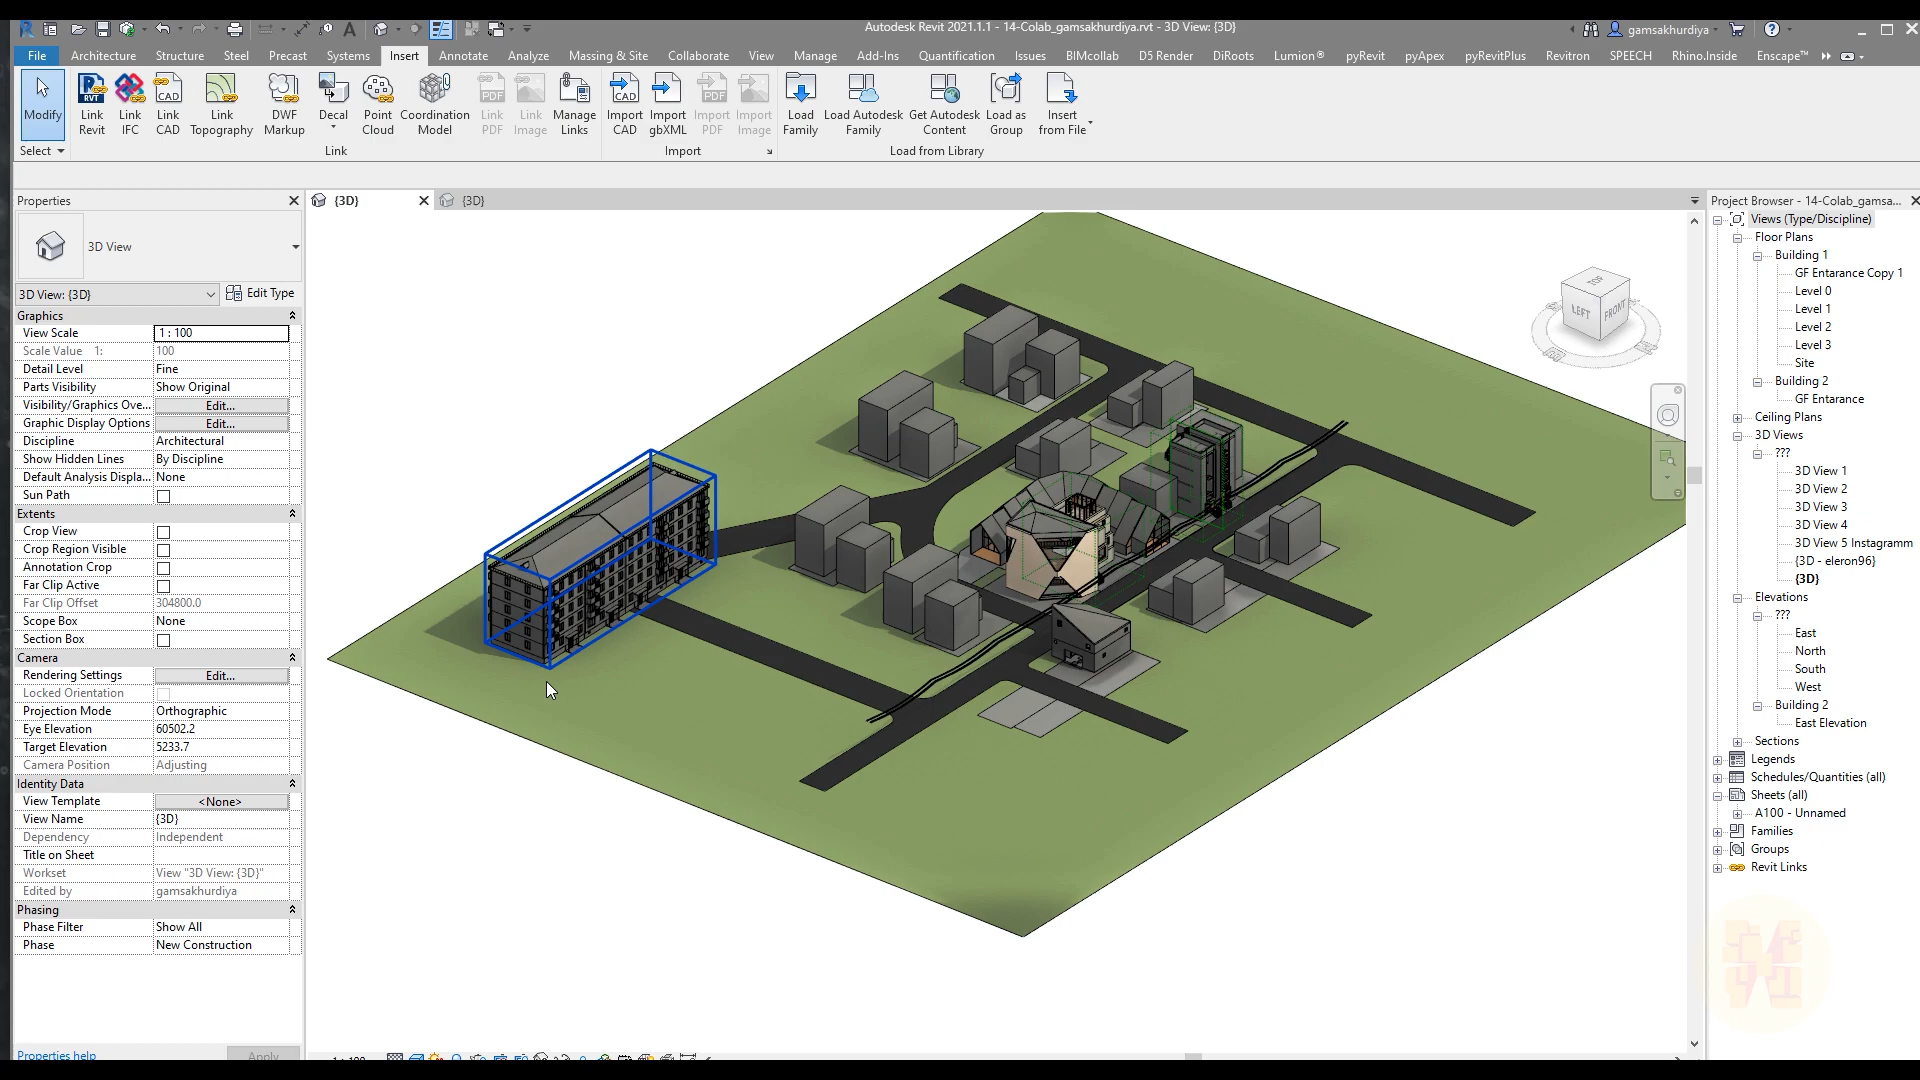 Autodesk Revit 2021.1.1 - 14-Colab_gamsakhurdiya.rvt - 3D View: {3D}
gamsakhurdiya
File Architecture Structure Steel Precast Systems Insert Annotate Analyze Massing & Site Collaborate View Manage Add-Ins Quantification Issues BIMcollab D5 Render DiRoots Lumion® pyRevit pyApex pyRevitPlus Revitron SPEECH Rhino.Inside Enscape™
Modify
Link Revit
Link IFC
Link CAD
Link Topography
DWF Markup
Decal
Point Cloud
Coordination Model
Link PDF
Link Image
Manage Links
Import CAD
Import gbXML
Import PDF
Import Image
Load Family
Load Autodesk Family
Get Autodesk Content
Load as Group
Insert from File
Select
Link
Import
Load from Library
Properties
3D View
3D View: {3D}
Edit Type
Graphics
View Scale 1 : 100
Scale Value 1: 100
Detail Level Fine
Parts Visibility Show Original
Visibility/Graphics Ove... Edit...
Graphic Display Options Edit...
Discipline Architectural
Show Hidden Lines By Discipline
Default Analysis Displa... None
Sun Path
Extents
Crop View
Crop Region Visible
Annotation Crop
Far Clip Active
Far Clip Offset 304800.0
Scope Box None
Section Box
Camera
Rendering Settings Edit...
Locked Orientation
Projection Mode Orthographic
Eye Elevation 60502.2
Target Elevation 5233.7
Camera Position Adjusting
Identity Data
View Template <None>
View Name {3D}
Dependency Independent
Title on Sheet
Workset View "3D View: {3D}"
Edited by gamsakhurdiya
Phasing
Phase Filter Show All
Phase New Construction
Properties help
Apply
{3D}
{3D}
TOP
LEFT
FRONT
1 : 100
Project Browser - 14-Colab_gamsa...
Views (Type/Discipline)
Floor Plans
Building 1
GF Entarance Copy 1
Level 0
Level 1
Level 2
Level 3
Site
Building 2
GF Entarance
Ceiling Plans
3D Views
???
3D View 1
3D View 2
3D View 3
3D View 4
3D View 5 Instagramm
{3D - eleron96}
{3D}
Elevations
???
East
North
South
West
Building 2
East Elevation
Sections
Legends
Schedules/Quantities (all)
Sheets (all)
A100 - Unnamed
Families
Groups
Revit Links